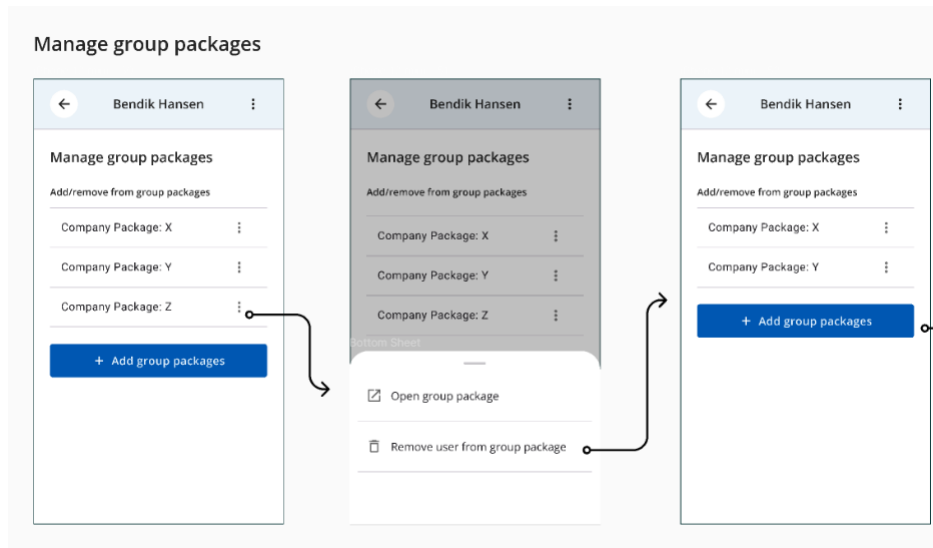 Manage group packages
Bendik Hansen
Manage group packages
Add/remove from group packages
Company Package: X
Company Package: Y
Company Package: Z
+ Add group packages
Bendik Hansen
Manage group packages
Add/remove from group packages
Company Package: X
Company Package: Y
Company Package: Z
Bottom Sheet
Open group package
Remove user from group package
Bendik Hansen
Manage group packages
Add/remove from group packages
Company Package: X
Company Package: Y
+ Add group packages